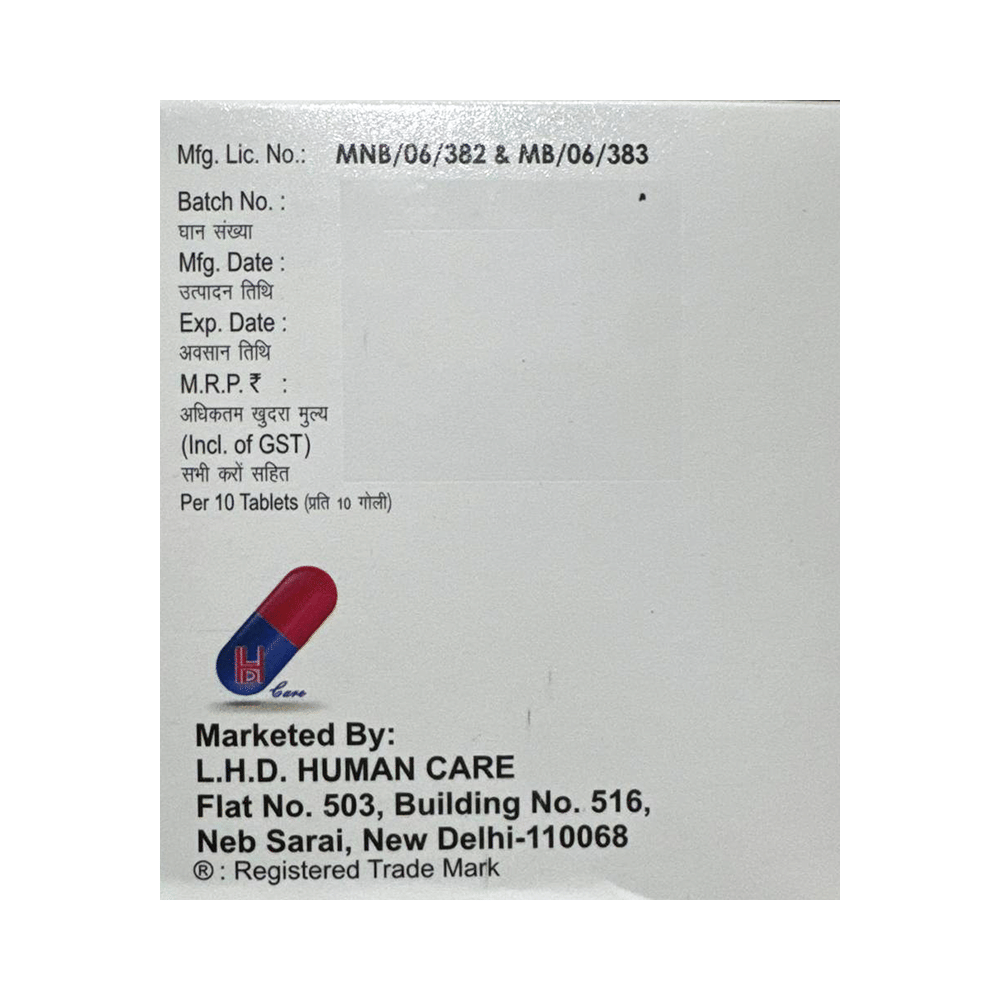 Mfg. Lic. No.: MNB/06/382 & MB/06/383
Batch No. :
घान संख्या
Mfg. Date :
उत्पादन तिथि
Exp. Date :
अवसान तिथि
M.R.P. ₹ :
अधिकतम खुदरा मुल्य
(Incl. of GST)
सभी करों सहित
Per 10 Tablets (प्रति 10 गोली)
Care
Marketed By:
L.H.D. HUMAN CARE
Flat No. 503, Building No. 516,
Neb Sarai, New Delhi-110068
® : Registered Trade Mark